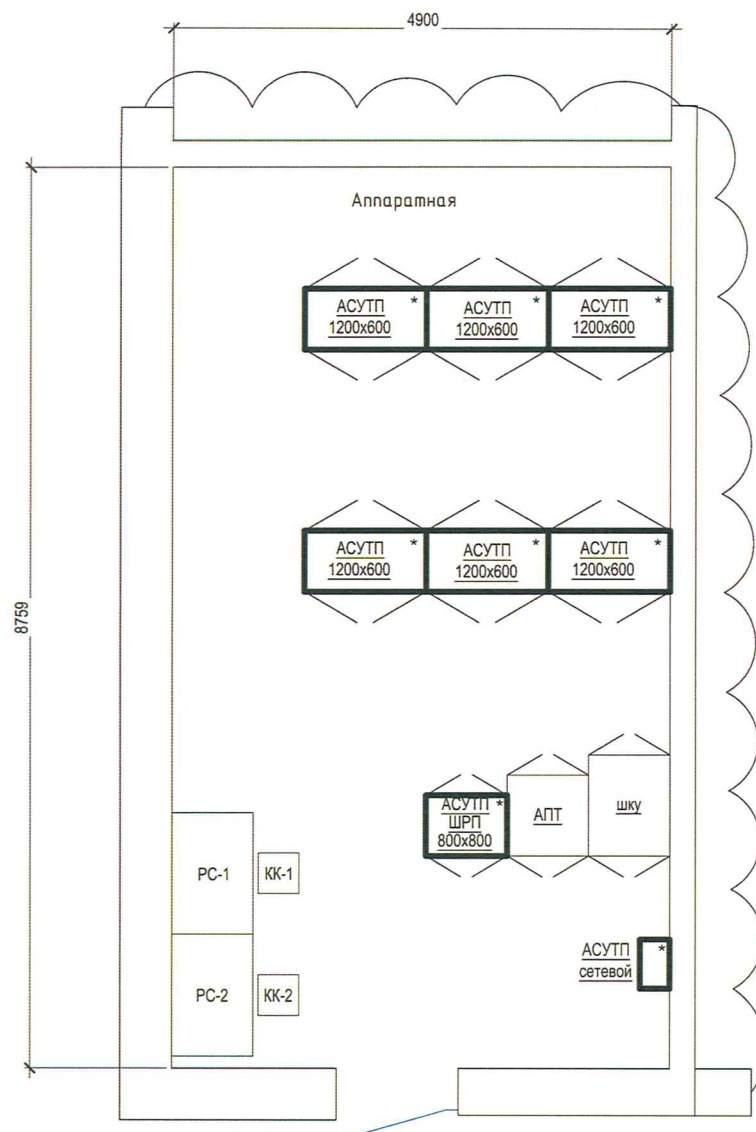 4900
Аппаратная
АСУТП *
1200x600
АСУТП *
1200x600
АСУТП *
1200x600
АСУТП *
1200x600
АСУТП *
1200x600
АСУТП *
1200x600
8759
АСУТП *
ШРП
800x800
АПТ
шку
РС-1
КК-1
АСУТП *
сетевой
РС-2
КК-2